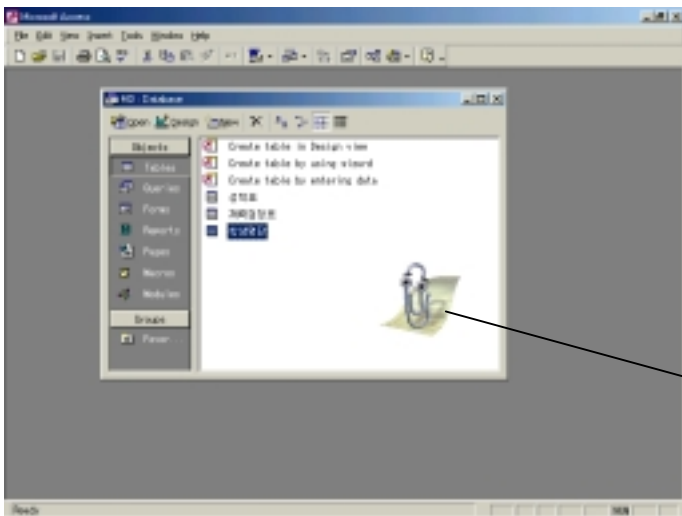 Microsoft Access
File Edit View Insert Tools Window Help
Database
Open Design New
Objects
Tables
Queries
Forms
Reports
Pages
Macros
Modules
Groups
Favor...
Create table in Design view
Create table by using wizard
Create table by entering data
Ready
NUM